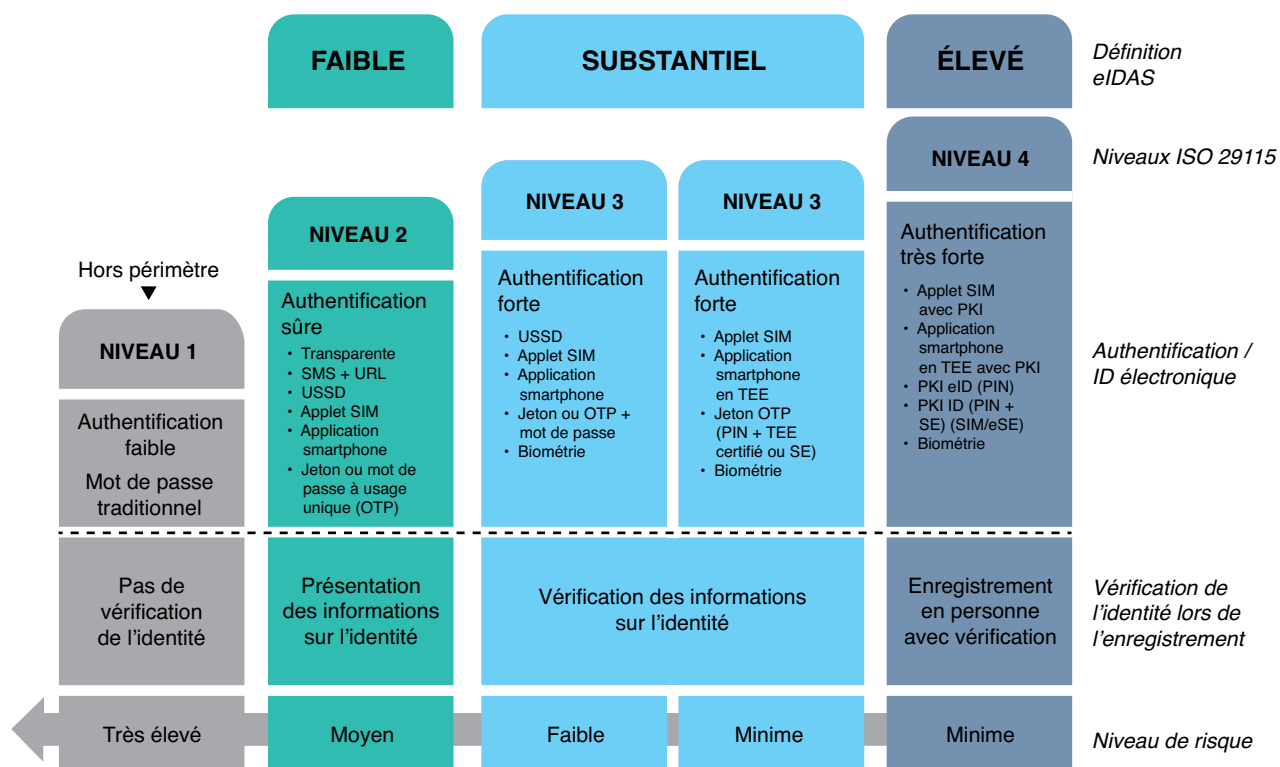 FAIBLE
SUBSTANTIEL
ÉLEVÉ
Définition
eIDAS
Niveaux ISO 29115
Authentification /
ID électronique
Vérification de
l'identité lors de
l'enregistrement
Niveau de risque
Hors périmètre
NIVEAU 1
Authentification
faible
Mot de passe
traditionnel
Pas de
vérification
de l'identité
Très élevé
NIVEAU 2
Authentification
sûre
• Transparente
• SMS + URL
• USSD
• Applet SIM
• Application
smartphone
• Jeton ou mot de
passe à usage
unique (OTP)
Présentation
des informations
sur l'identité
Moyen
NIVEAU 3
Authentification
forte
• USSD
• Applet SIM
• Application
smartphone
• Jeton ou OTP +
mot de passe
• Biométrie
NIVEAU 3
Authentification
forte
• Applet SIM
• Application
smartphone
en TEE
• Jeton OTP
(PIN + TEE
certifié ou SE)
• Biométrie
Vérification des informations
sur l'identité
Faible
Minime
NIVEAU 4
Authentification
très forte
• Applet SIM
avec PKI
• Application
smartphone
en TEE avec PKI
• PKI eID (PIN)
• PKI ID (PIN +
SE) (SIM/eSE)
• Biométrie
Enregistrement
en personne
avec vérification
Minime